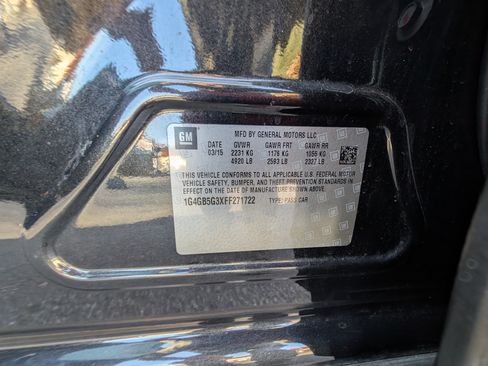 GM
MFD BY GENERAL MOTORS LLC
DATE GVWR GAWR FRT GAWR RR
03/15 2231 KG 1176 KG 1056 KG
4920 LB 2593 LB 2327 LB
THIS VEHICLE CONFORMS TO ALL APPLICABLE U.S. FEDERAL MOTOR
VEHICLE SAFETY, BUMPER, AND THEFT PREVENTION STANDARDS
IN EFFECT ON THE DATE OF MANUFACTURE SHOWN ABOVE.
1G4GB5G3XFF271722 TYPE: PASS CAR